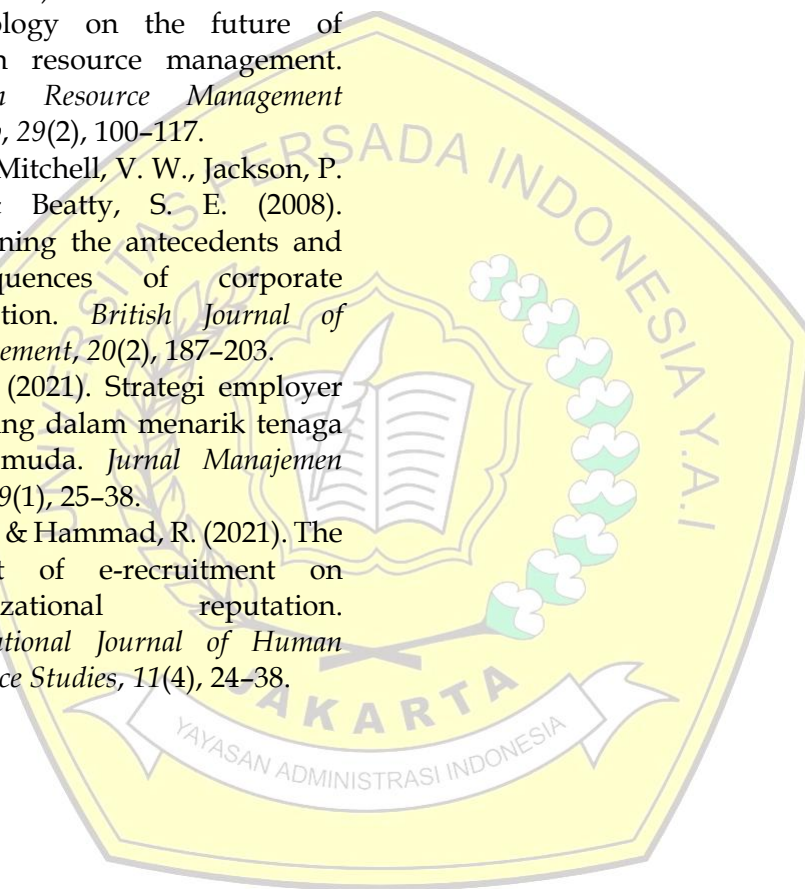 ology on the future of
n resource management.
n Resource Management
, 29(2), 100–117.
Mitchell, V. W., Jackson, P.
Beatty, S. E. (2008).
ning the antecedents and
quences of corporate
tion. British Journal of
ement, 20(2), 187–203.
(2021). Strategi employer
ng dalam menarik tenaga
muda. Jurnal Manajemen
9(1), 25–38.
& Hammad, R. (2021). The
t of e-recruitment on
zational reputation.
ational Journal of Human
ce Studies, 11(4), 24–38.
UNIVERSITAS PERSADA INDONESIA Y.A.I
JAKARTA
YAYASAN ADMINISTRASI INDONESIA